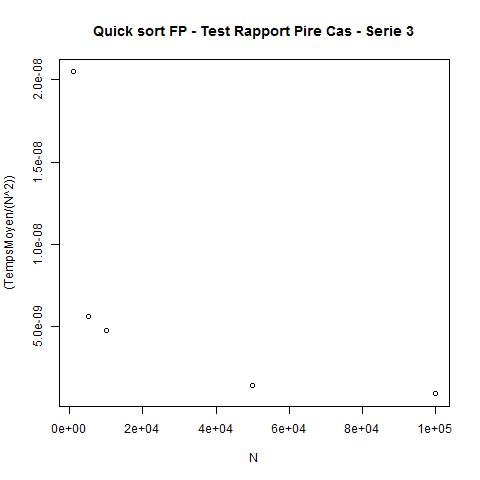 Quick sort FP - Test Rapport Pire Cas - Serie 3
(TempsMoyen/(N^2))
2.0e-08
1.5e-08
1.0e-08
5.0e-09
0e+00 2e+04 4e+04 6e+04 8e+04 1e+05
N